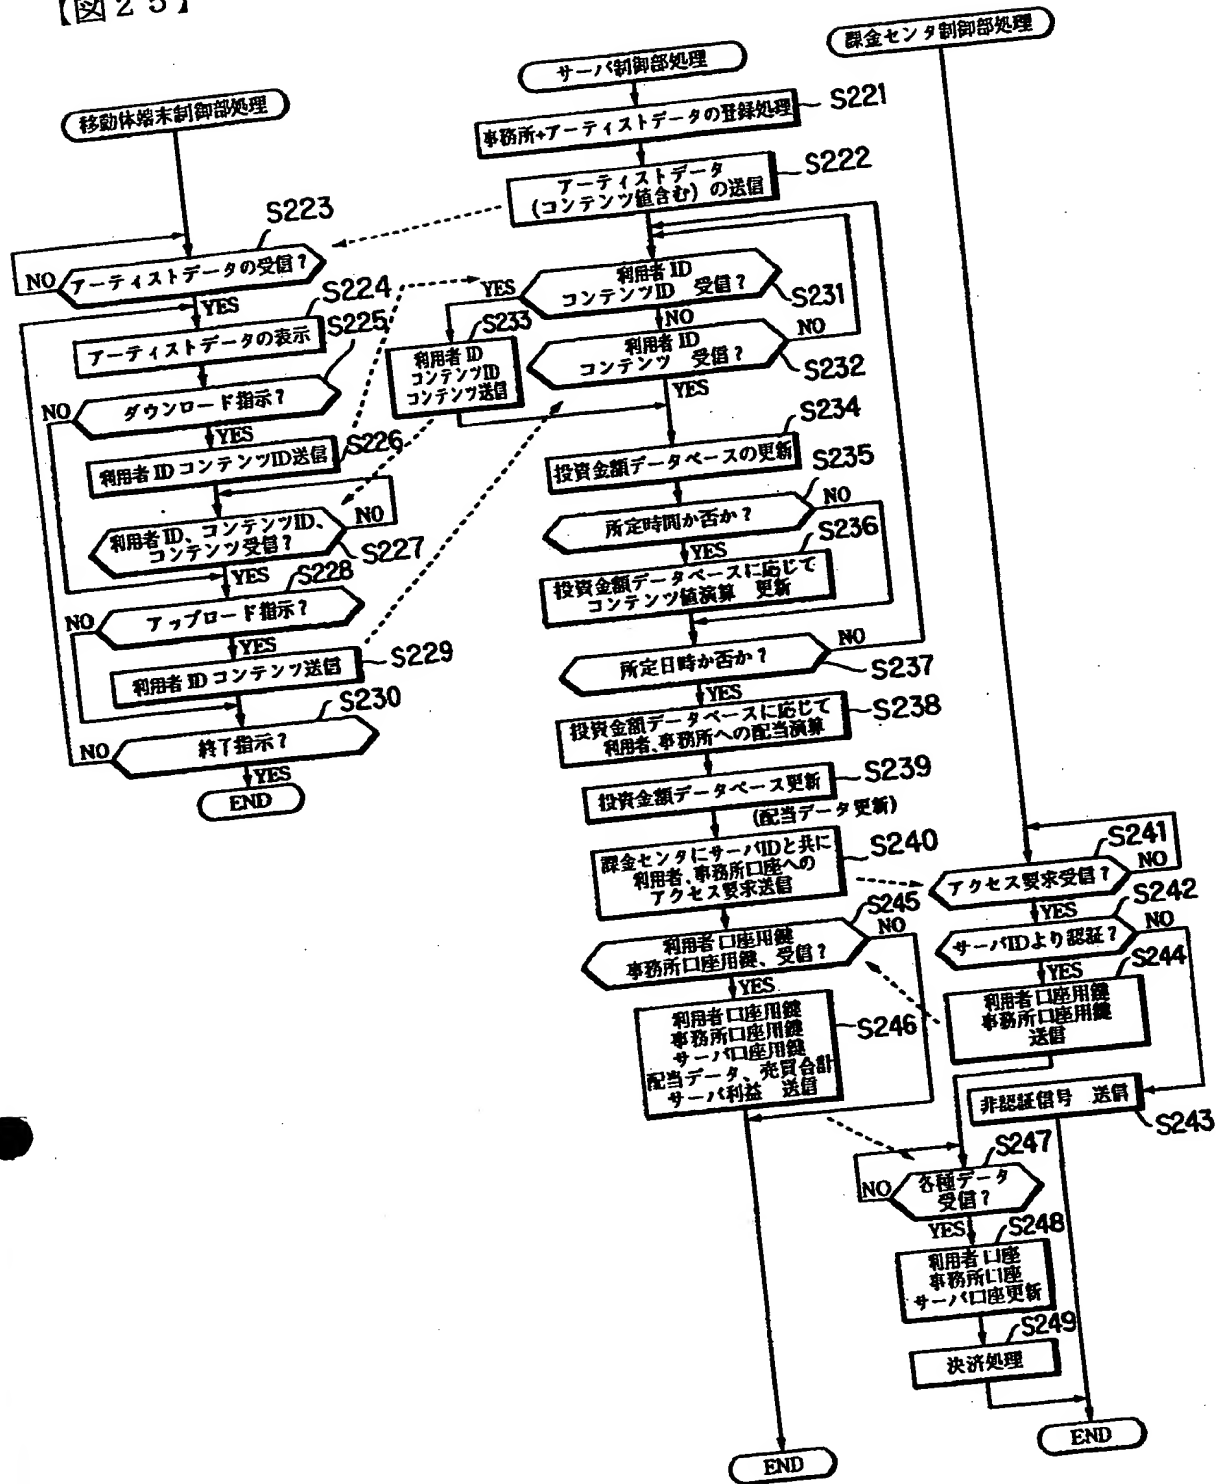 【図25】
移動体端末制御部処理
S223
アーティストデータの受信?
NO
YES
S224
アーティストデータの表示
S225
ダウンロード指示?
NO
YES
S226
利用者ID コンテンツID送信
利用者ID、コンテンツID、
コンテンツ受信?
NO
S227
YES
S228
アップロード指示?
NO
YES
利用者ID コンテンツ送信
S229
S230
終了指示?
NO
YES
END
サーバ制御部処理
事務所+アーティストデータの登録処理
S221
アーティストデータ
(コンテンツ値含む)の送信
S222
利用者ID
コンテンツID 受信?
YES
S231
NO
S233
利用者ID
コンテンツID
コンテンツ送信
利用者ID
コンテンツ 受信?
NO
S232
YES
S234
投資金額データベースの更新
S235
所定時間か否か?
NO
YES
S236
投資金額データベースに応じて
コンテンツ値演算 更新
所定日時か否か?
NO
S237
YES
投資金額データベースに応じて
利用者、事務所への配当演算
S238
投資金額データベース更新
S239
(配当データ更新)
課金センタにサーバIDと共に
利用者、事務所口座への
アクセス要求送信
S240
S245
利用者口座用鍵
事務所口座用鍵、受信?
NO
YES
利用者口座用鍵
事務所口座用鍵
サーバ口座用鍵
配当データ、売買合計
サーバ利益 送信
S246
END
課金センタ制御部処理
S241
アクセス要求受信?
NO
YES
S242
サーバIDより認証?
NO
YES
S244
利用者口座用鍵
事務所口座用鍵
送信
非認証信号 送信
S243
S247
各種データ
受信?
NO
YES
S248
利用者口座
事務所口座
サーバ口座更新
S249
決済処理
END